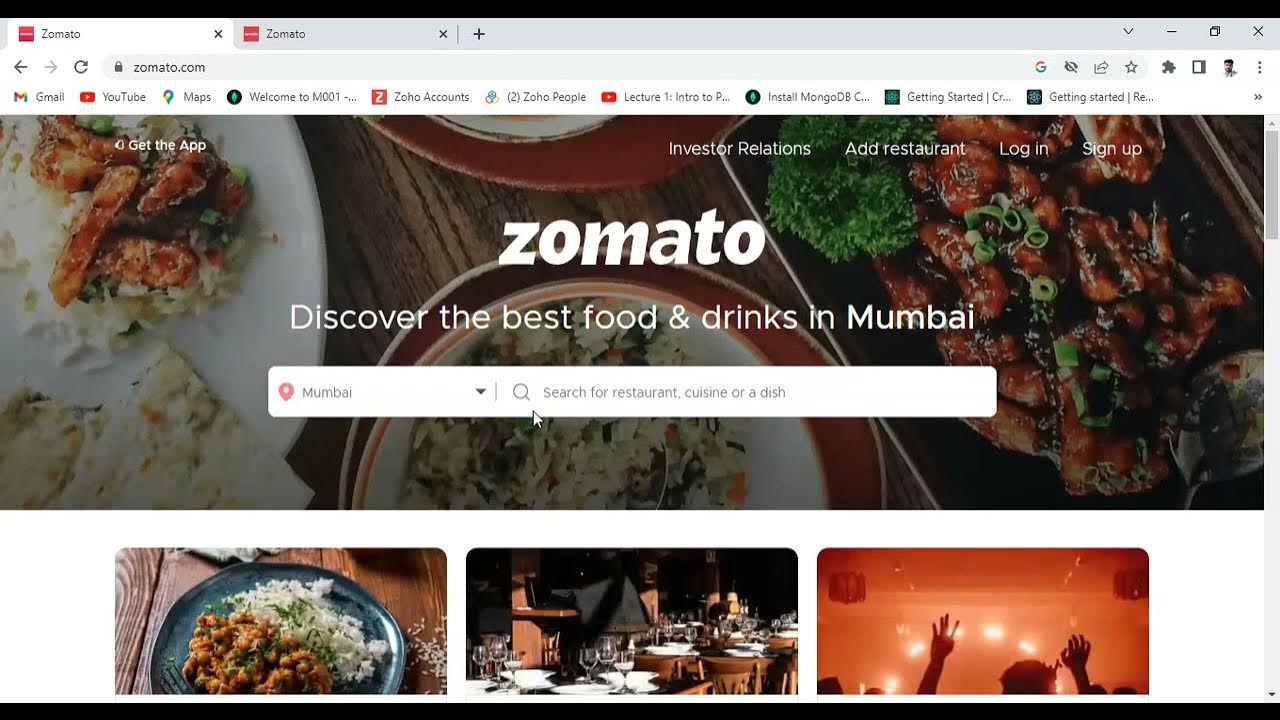 Zomato
Zomato
zomato.com
Gmail YouTube Maps Welcome to M001 -... Zoho Accounts (2) Zoho People Lecture 1: Intro to P... Install MongoDB C... Getting Started | Cr... Getting started | Re...
Get the App
Investor Relations Add restaurant Log in Sign up
zomato
Discover the best food & drinks in Mumbai
Mumbai Search for restaurant, cuisine or a dish